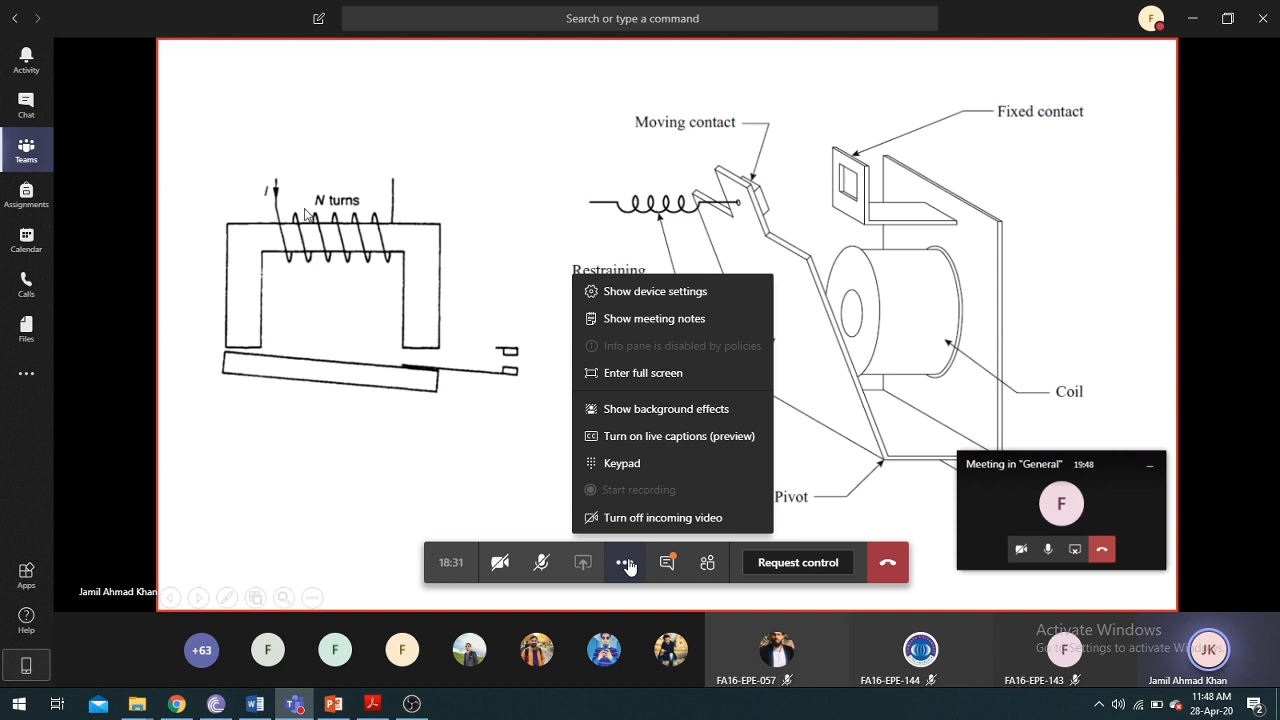 Search or type a command
F
Activity
Chat
Teams
Assignments
Calendar
Calls
Files
Apps
Help
I
N turns
Moving contact
Fixed contact
Restraining
Coil
Pivot
Show device settings
Show meeting notes
Info pane is disabled by policies
Enter full screen
Show background effects
Turn on live captions (preview)
Keypad
Start recording
Turn off incoming video
Meeting in "General" 19:48
F
18:31
Request control
Jamil Ahmad Khan
+63
F
F
F
FA16-EPE-057
FA16-EPE-144
F
FA16-EPE-143
JK
Jamil Ahmad Khan
Activate Windows
Go to Settings to activate Windows.
11:48 AM
28-Apr-20
2